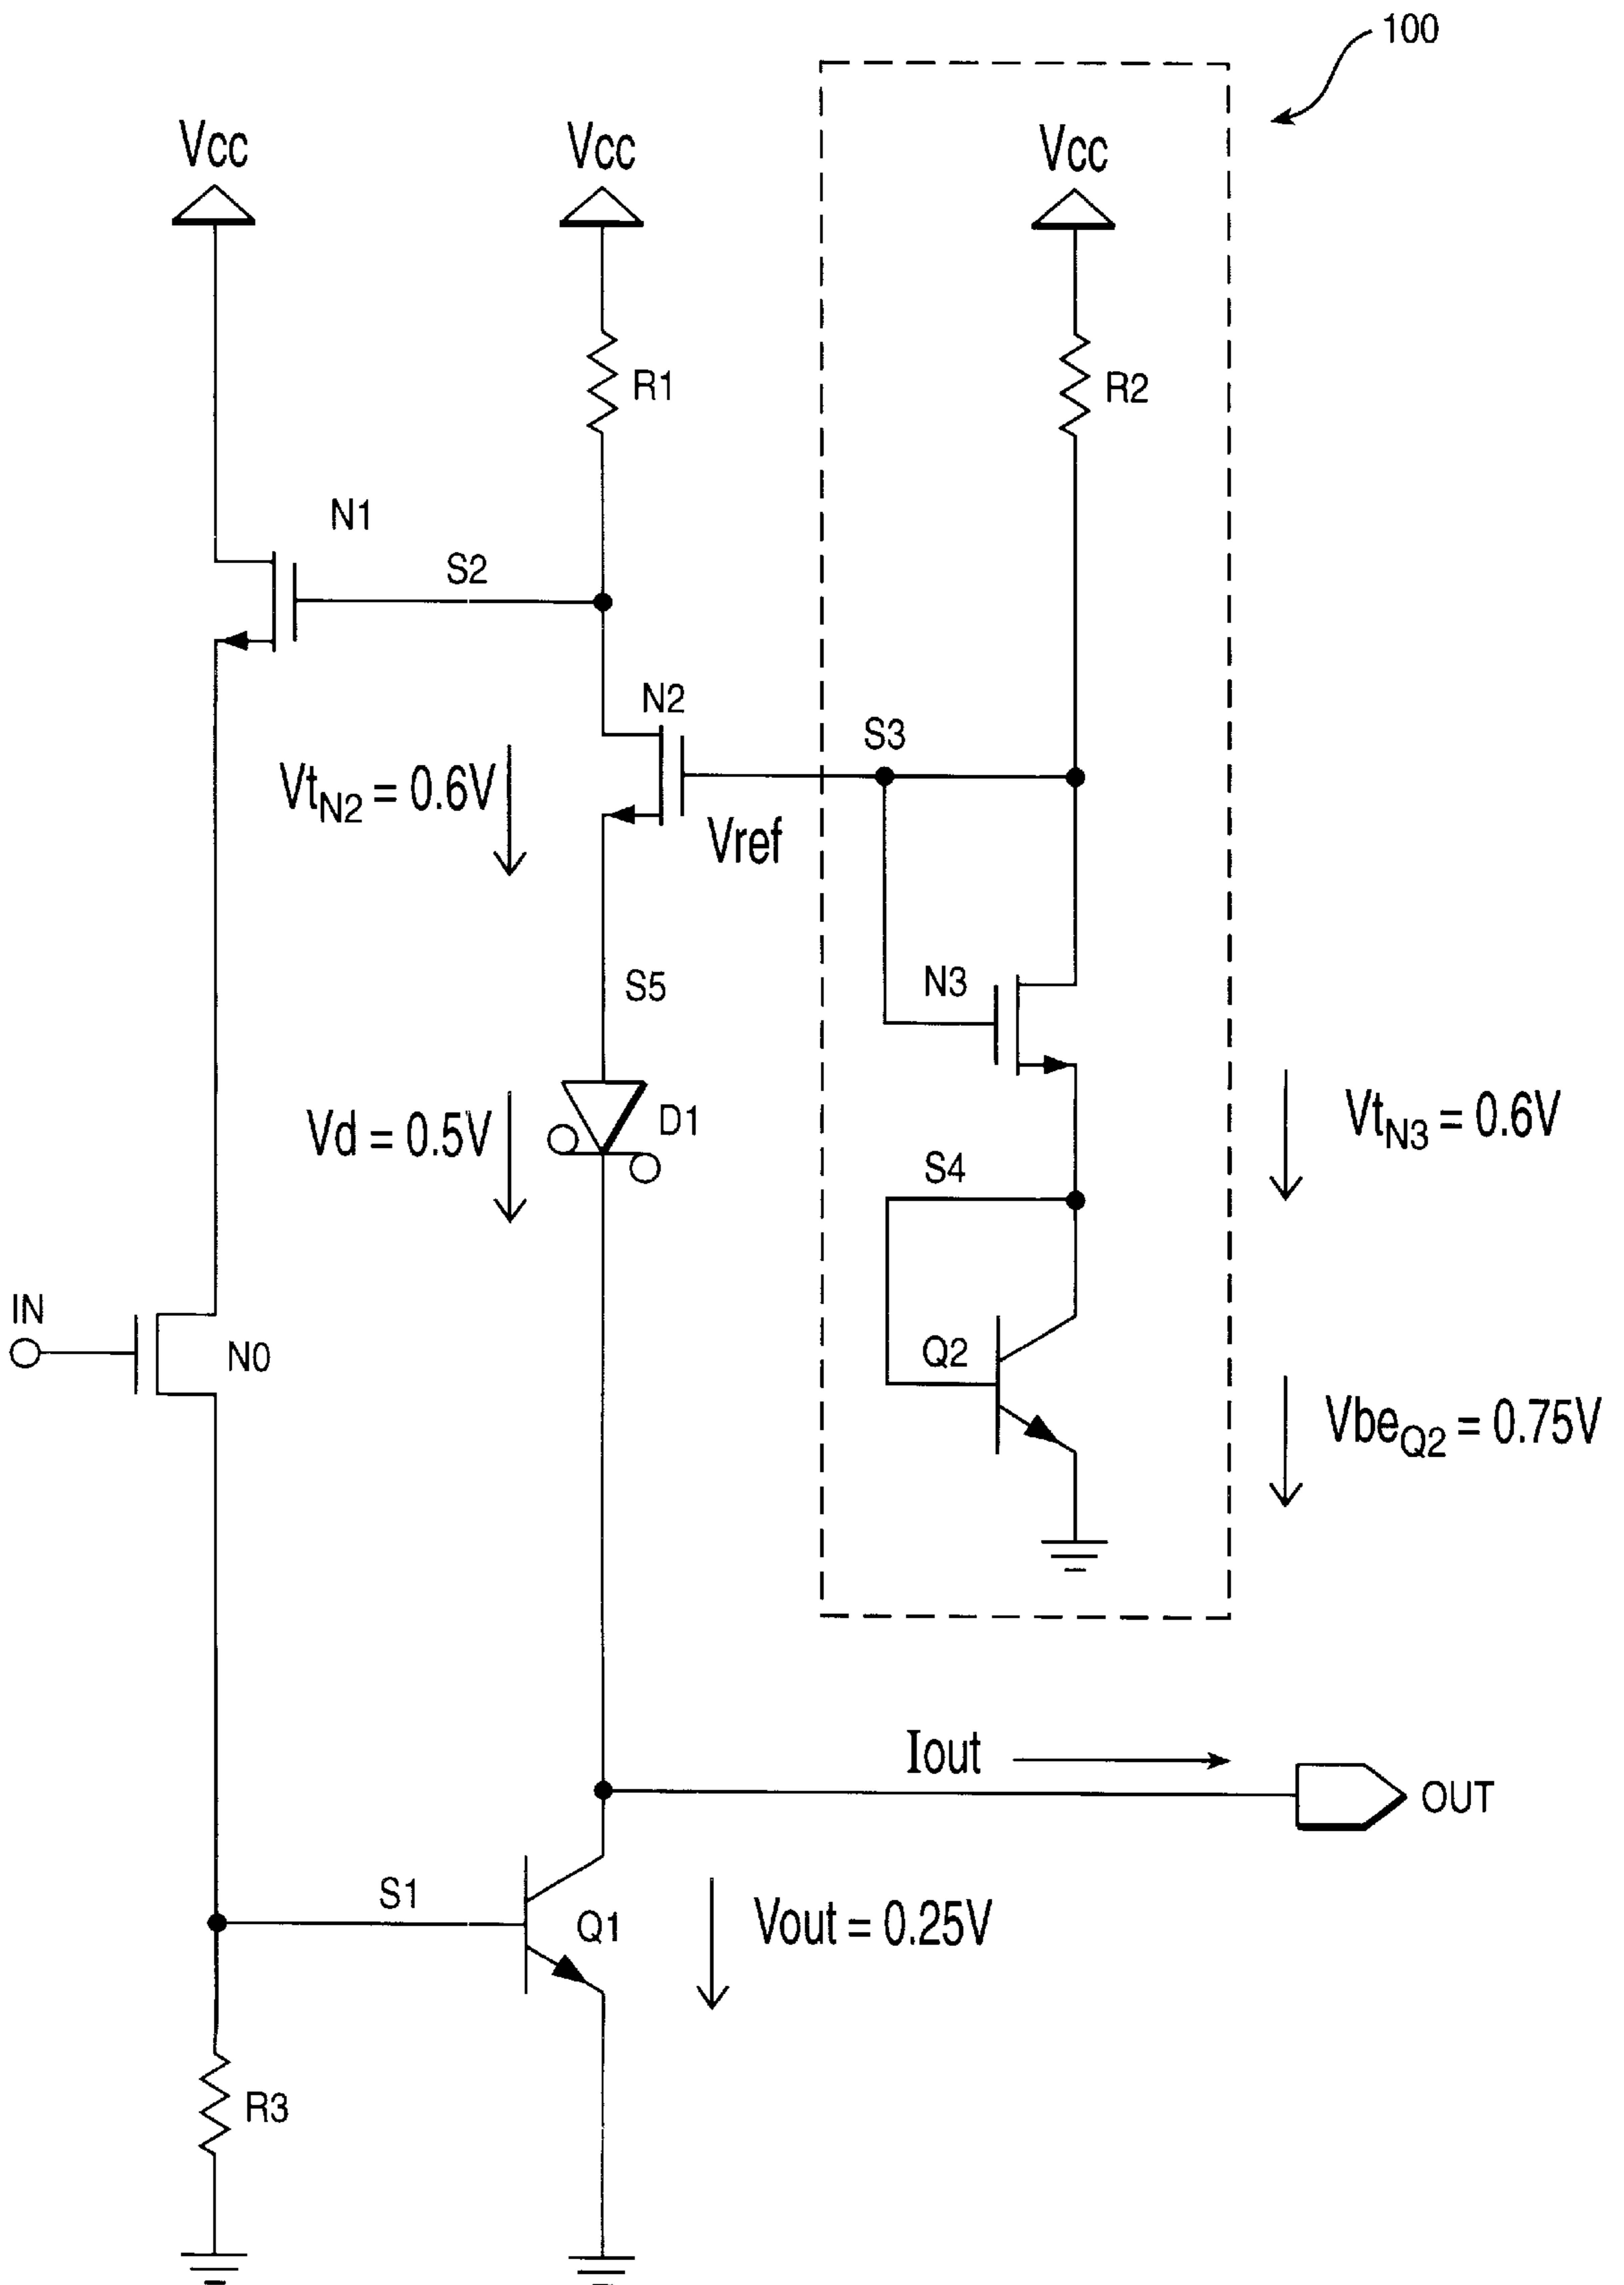 100
Vcc
Vcc
Vcc
R1
R2
N1
S2
N2
S3
VtN2 = 0.6V
Vref
S5
N3
Vd = 0.5V
D1
VtN3 = 0.6V
S4
IN
N0
Q2
VbeQ2 = 0.75V
Iout
OUT
S1
Q1
Vout = 0.25V
R3